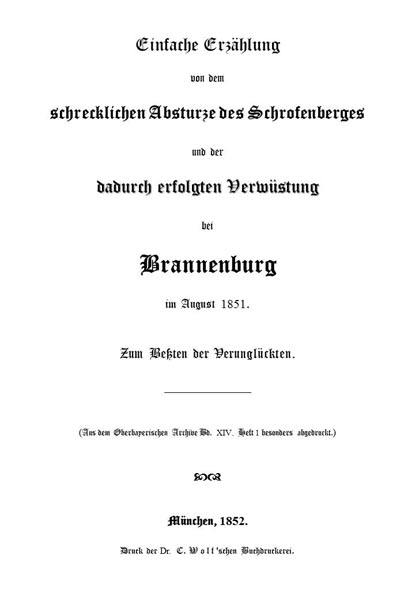 Einfache Erzählung
von dem
schrecklichen Absturze des Schrofenberges
und der
dadurch erfolgten Verwüstung
bei
Brannenburg
im August 1851.
Zum Beßten der Verunglückten.
(Aus dem Oberbayerischen Archive Bd. XIV. Heft 1 besonders abgedruckt.)
München, 1852.
Druck der Dr. C. Wolf'schen Buchdruckerei.